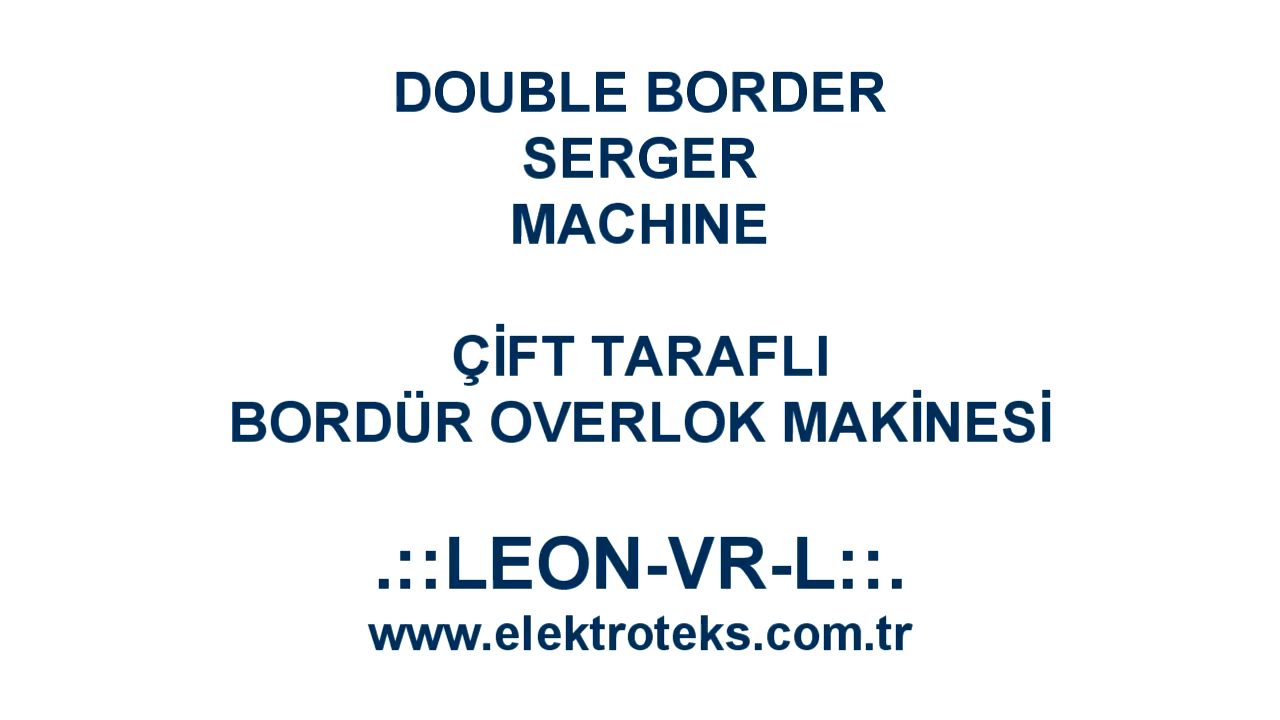 DOUBLE BORDER
SERGER
MACHINE
ÇİFT TARAFLI
BORDÜR OVERLOK MAKİNESİ
.::LEON-VR-L::.
www.elektroteks.com.tr